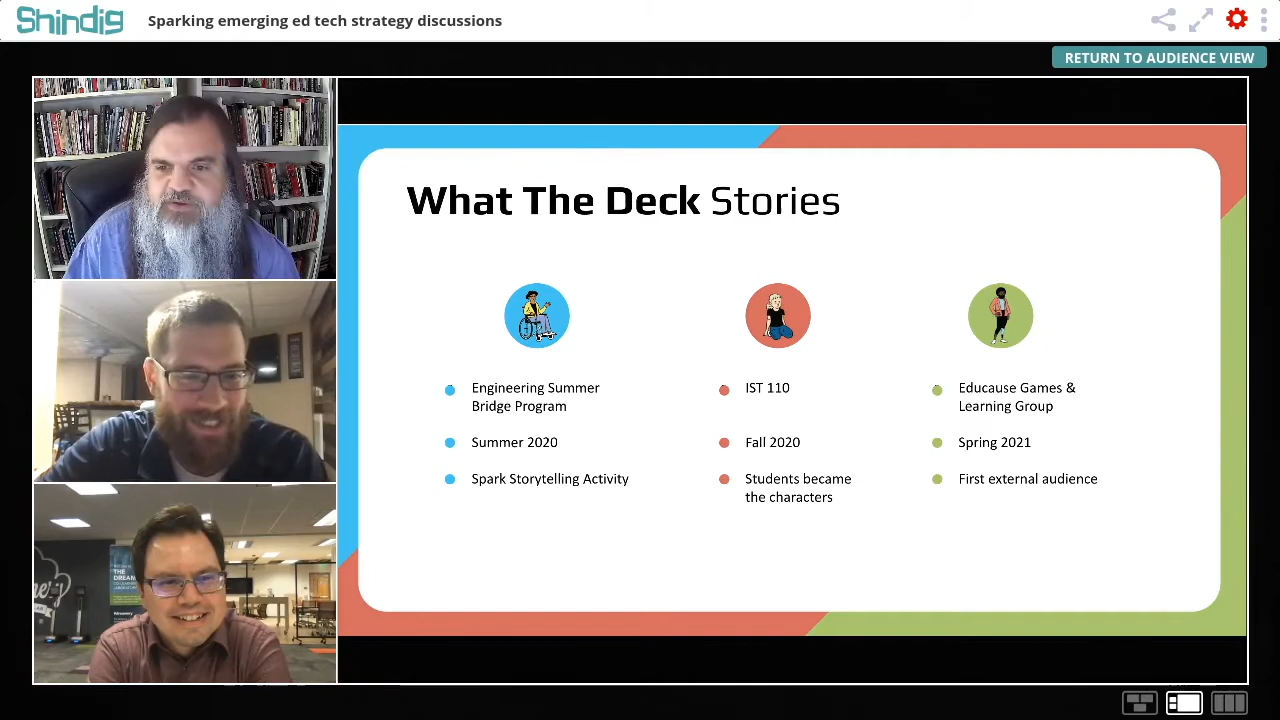 Shindig
Sparking emerging ed tech strategy discussions
RETURN TO AUDIENCE VIEW
What The Deck Stories
Engineering Summer
Bridge Program
Summer 2020
Spark Storytelling Activity
IST 110
Fall 2020
Students became
the characters
Educause Games &
Learning Group
Spring 2021
First external audience
THE
DREAM